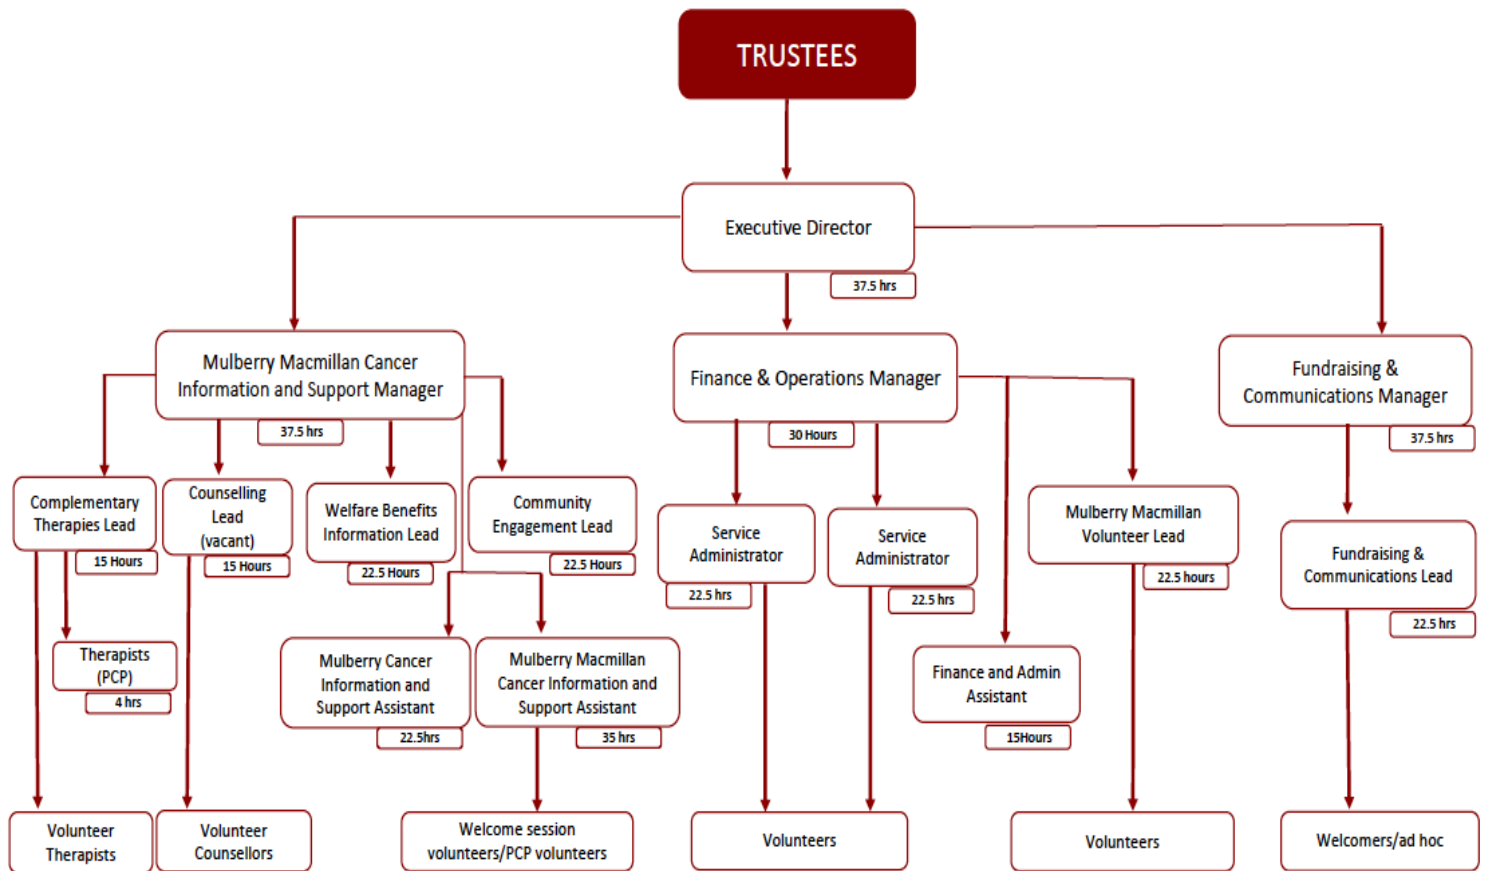 TRUSTEES
Executive Director
37.5 hrs
Mulberry Macmillan Cancer
Information and Support Manager
37.5 hrs
Finance & Operations Manager
30 Hours
Fundraising &
Communications Manager
37.5 hrs
Complementary
Therapies Lead
15 Hours
Counselling
Lead
(vacant)
15 Hours
Welfare Benefits
Information Lead
22.5 Hours
Community
Engagement Lead
22.5 Hours
Service
Administrator
22.5 hrs
Service
Administrator
22.5 hrs
Mulberry Macmillan
Volunteer Lead
22.5 hours
Fundraising &
Communications Lead
22.5 hrs
Therapists
(PCP)
4 hrs
Mulberry Cancer
Information and
Support Assistant
22.5hrs
Mulberry Macmillan
Cancer Information and
Support Assistant
35 hrs
Finance and Admin
Assistant
15Hours
Volunteer
Therapists
Volunteer
Counsellors
Welcome session
volunteers/PCP volunteers
Volunteers
Volunteers
Welcomers/ad hoc